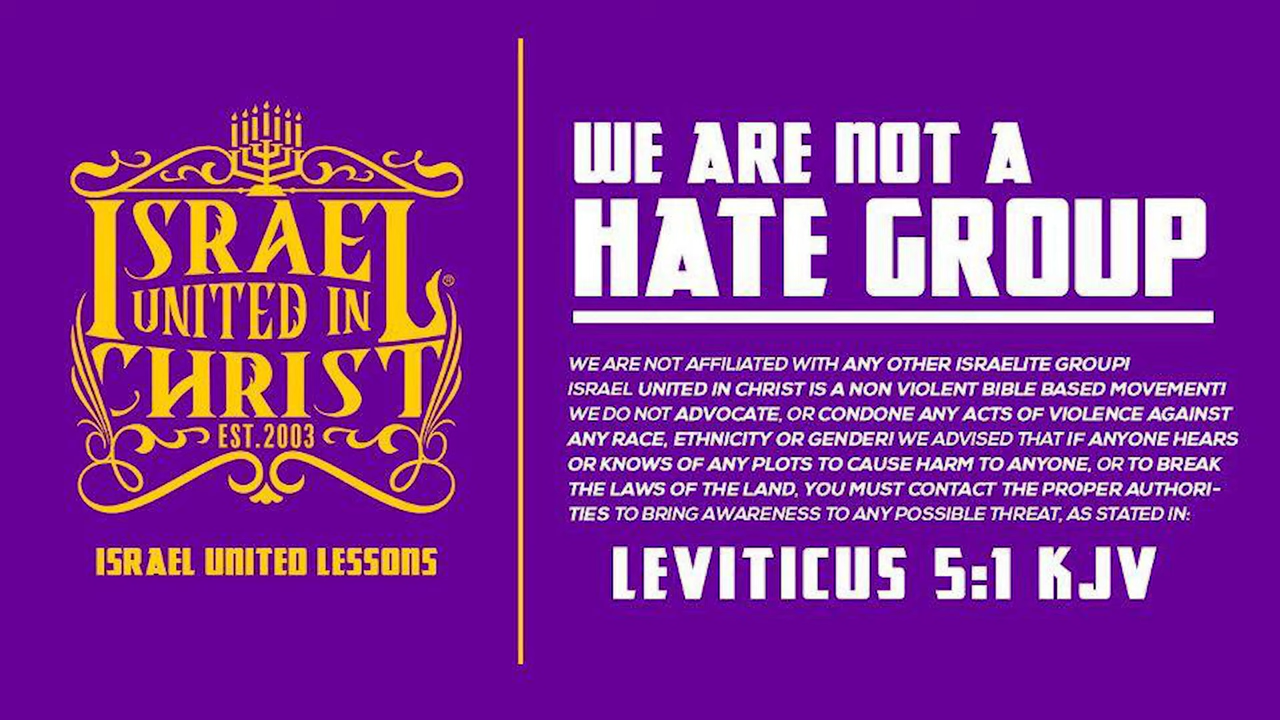 ISRAEL
UNITED IN
CHRIST
®
EST.2003
ISRAEL UNITED LESSONS
WE ARE NOT A
HATE GROUP
WE ARE NOT AFFILIATED WITH ANY OTHER ISRAELITE GROUP!
ISRAEL UNITED IN CHRIST IS A NON VIOLENT BIBLE BASED MOVEMENT!
WE DO NOT ADVOCATE, OR CONDONE ANY ACTS OF VIOLENCE AGAINST
ANY RACE, ETHNICITY OR GENDER! WE ADVISED THAT IF ANYONE HEARS
OR KNOWS OF ANY PLOTS TO CAUSE HARM TO ANYONE, OR TO BREAK
THE LAWS OF THE LAND, YOU MUST CONTACT THE PROPER AUTHORI-
TIES TO BRING AWARENESS TO ANY POSSIBLE THREAT, AS STATED IN:
LEVITICUS 5:1 KJV